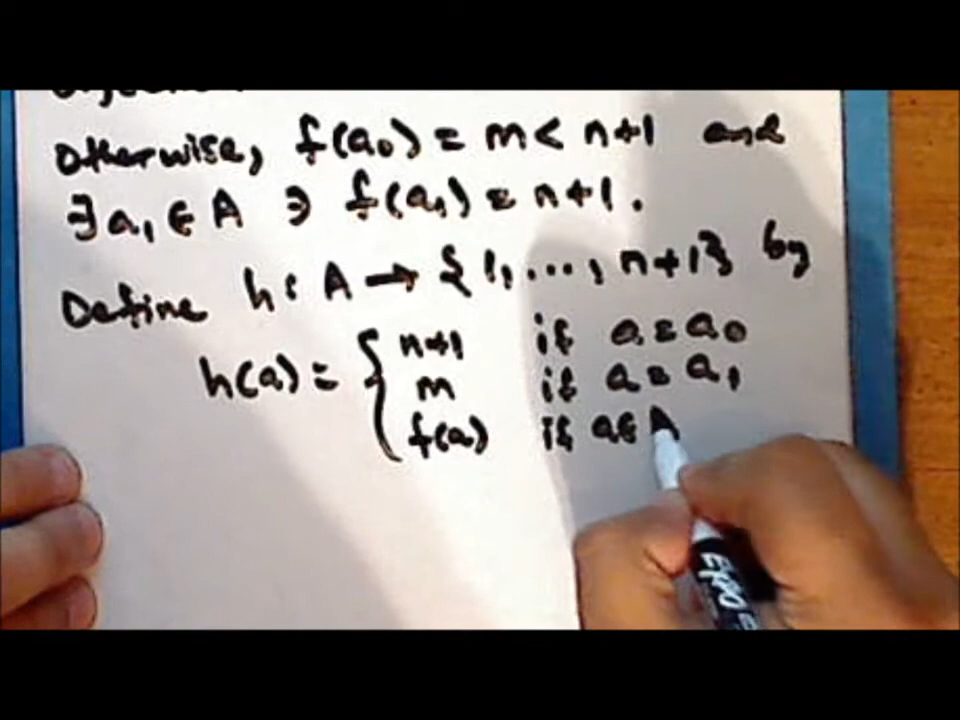 Otherwise, f(a₀) = m < n+1 and
∃ a₁ ∈ A ∋ f(a₁) = n+1.
Define h : A → {1, ..., n+1} by
h(a) = { n+1 if a = a₀
m if a = a₁
f(a) if a ∈ A
EXPO